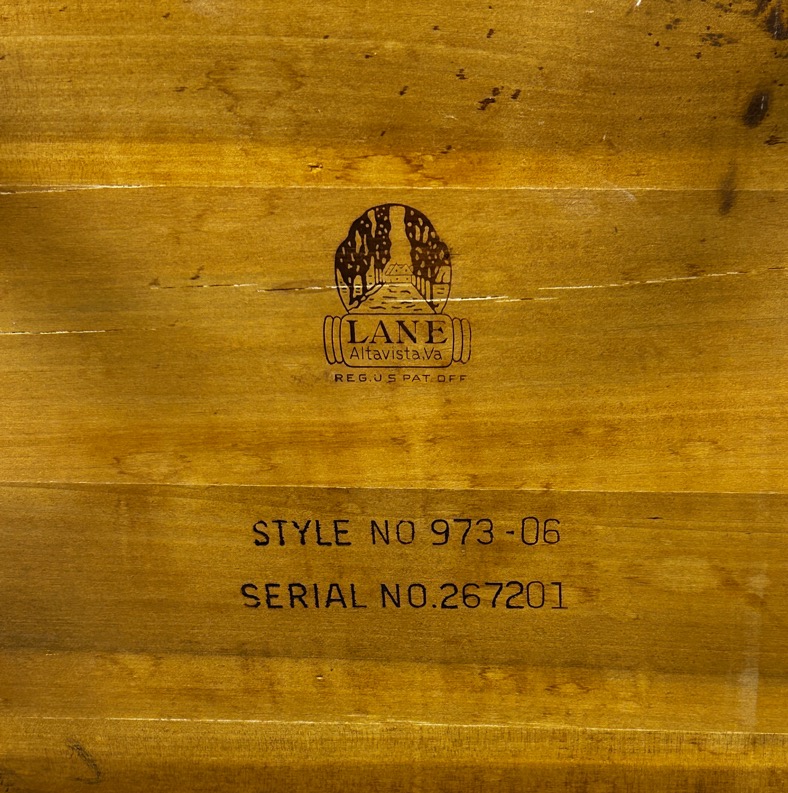 LANE
Altavista, Va
REG. U S PAT. OFF
STYLE NO 973-06
SERIAL NO. 267201